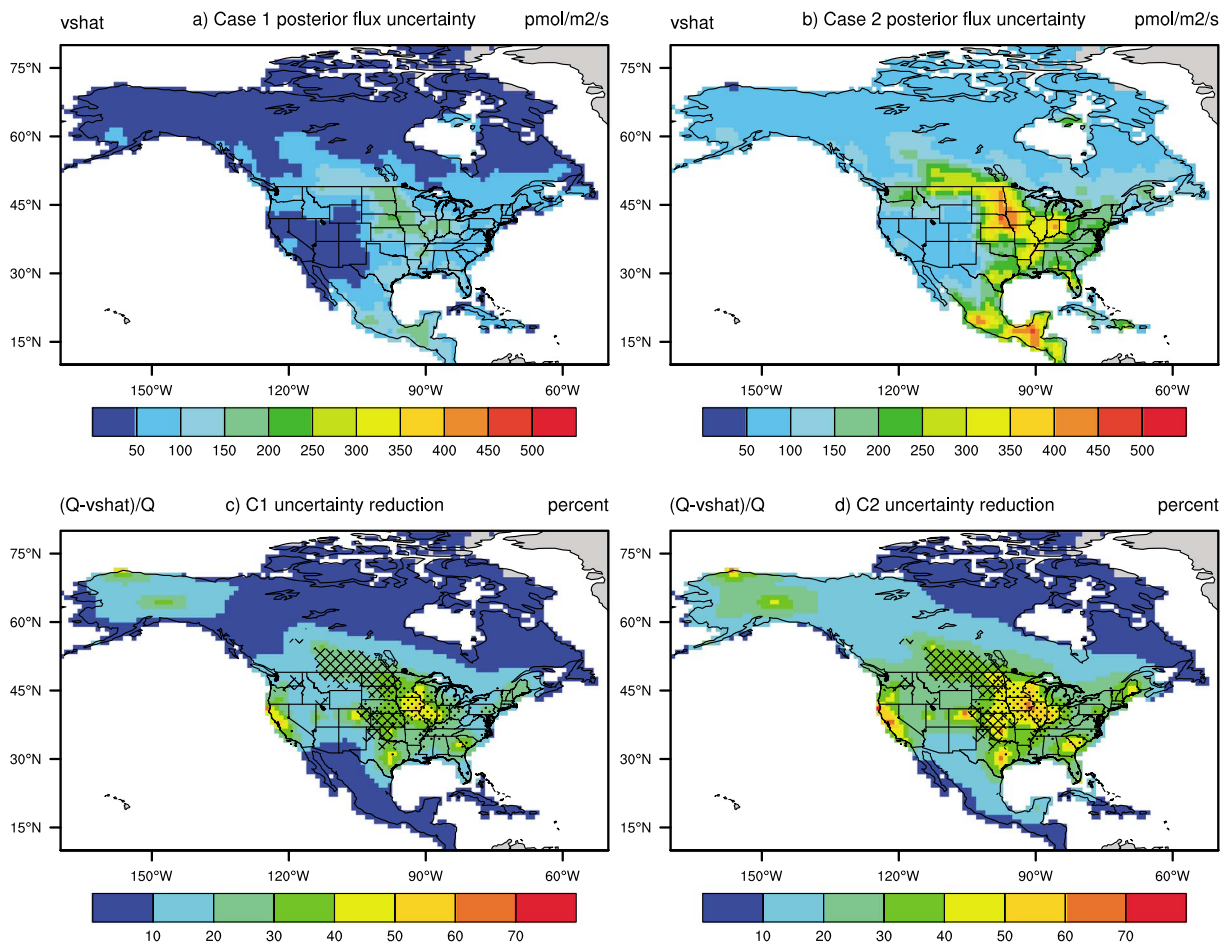 vshat a) Case 1 posterior flux uncertainty pmol/m2/s
75°N
60°N
45°N
30°N
15°N
150°W 120°W 90°W 60°W
50 100 150 200 250 300 350 400 450 500
vshat b) Case 2 posterior flux uncertainty pmol/m2/s
75°N
60°N
45°N
30°N
15°N
150°W 120°W 90°W 60°W
50 100 150 200 250 300 350 400 450 500
(Q-vshat)/Q c) C1 uncertainty reduction percent
75°N
60°N
45°N
30°N
15°N
150°W 120°W 90°W 60°W
10 20 30 40 50 60 70
(Q-vshat)/Q d) C2 uncertainty reduction percent
75°N
60°N
45°N
30°N
15°N
150°W 120°W 90°W 60°W
10 20 30 40 50 60 70